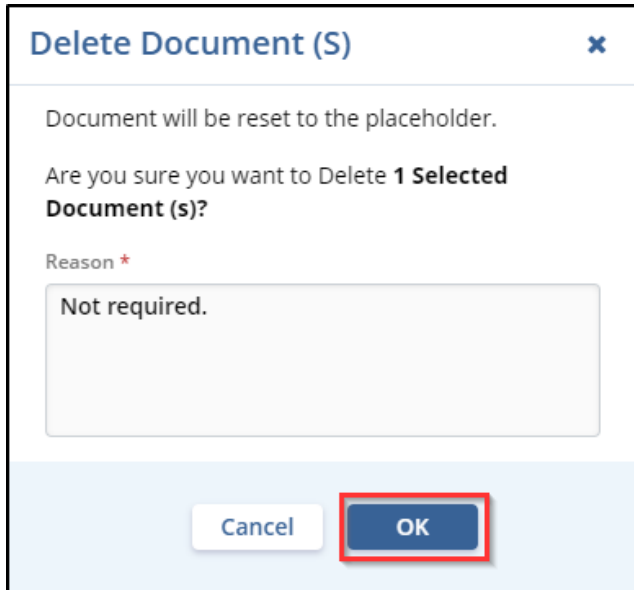 Delete Document (S)
Document will be reset to the placeholder.
Are you sure you want to Delete 1 Selected
Document (s)?
Reason *
Not required.
Cancel
OK